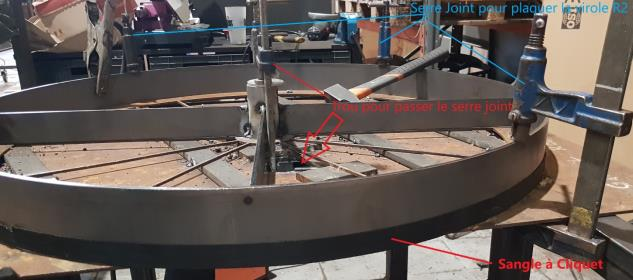 Serre Joint pour plaquer la virole R2
Trou pour passer le serre joint
Sangle à Cliquet